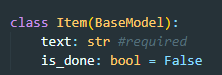 class Item(BaseModel):
    text: str #required
    is_done: bool = False